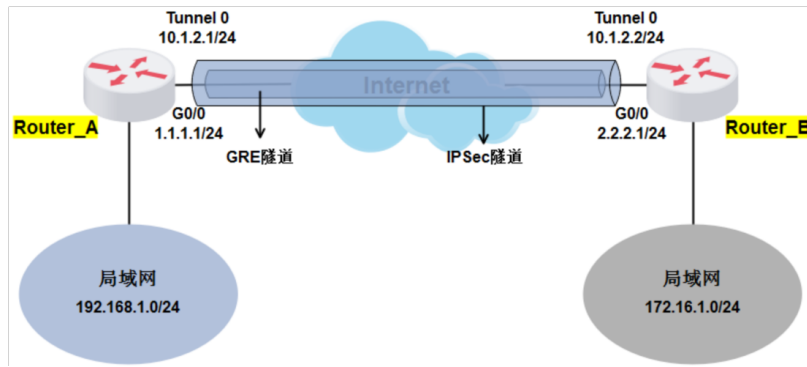 Tunnel 0
10.1.2.1/24
Tunnel 0
10.1.2.2/24
Internet
G0/0
1.1.1.1/24
G0/0
2.2.2.1/24
Router_A
Router_B
GRE隧道
IPSec隧道
局域网
192.168.1.0/24
局域网
172.16.1.0/24